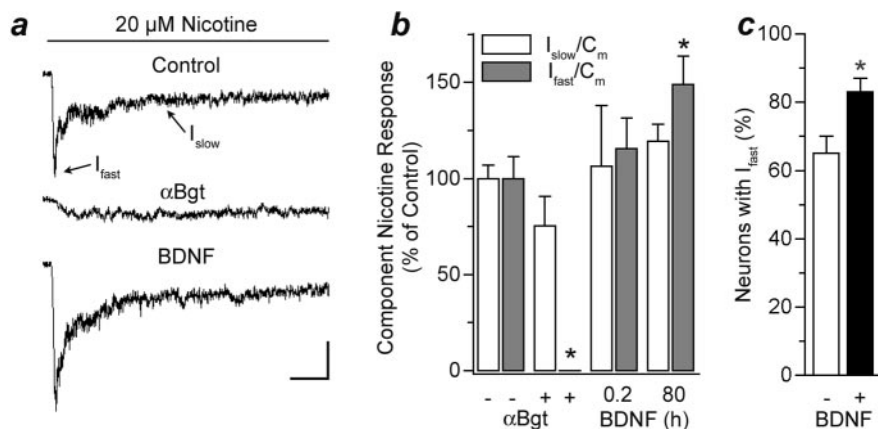 a
20 µM Nicotine
Control
I_slow
I_fast
αBgt
BDNF
b
I_slow/C_m
I_fast/C_m
*
150
100
50
0
Component Nicotine Response
(% of Control)
*
- - + + 0.2 80
αBgt BDNF (h)
c
100
80
60
40
20
0
Neurons with I_fast (%)
*
- +
BDNF